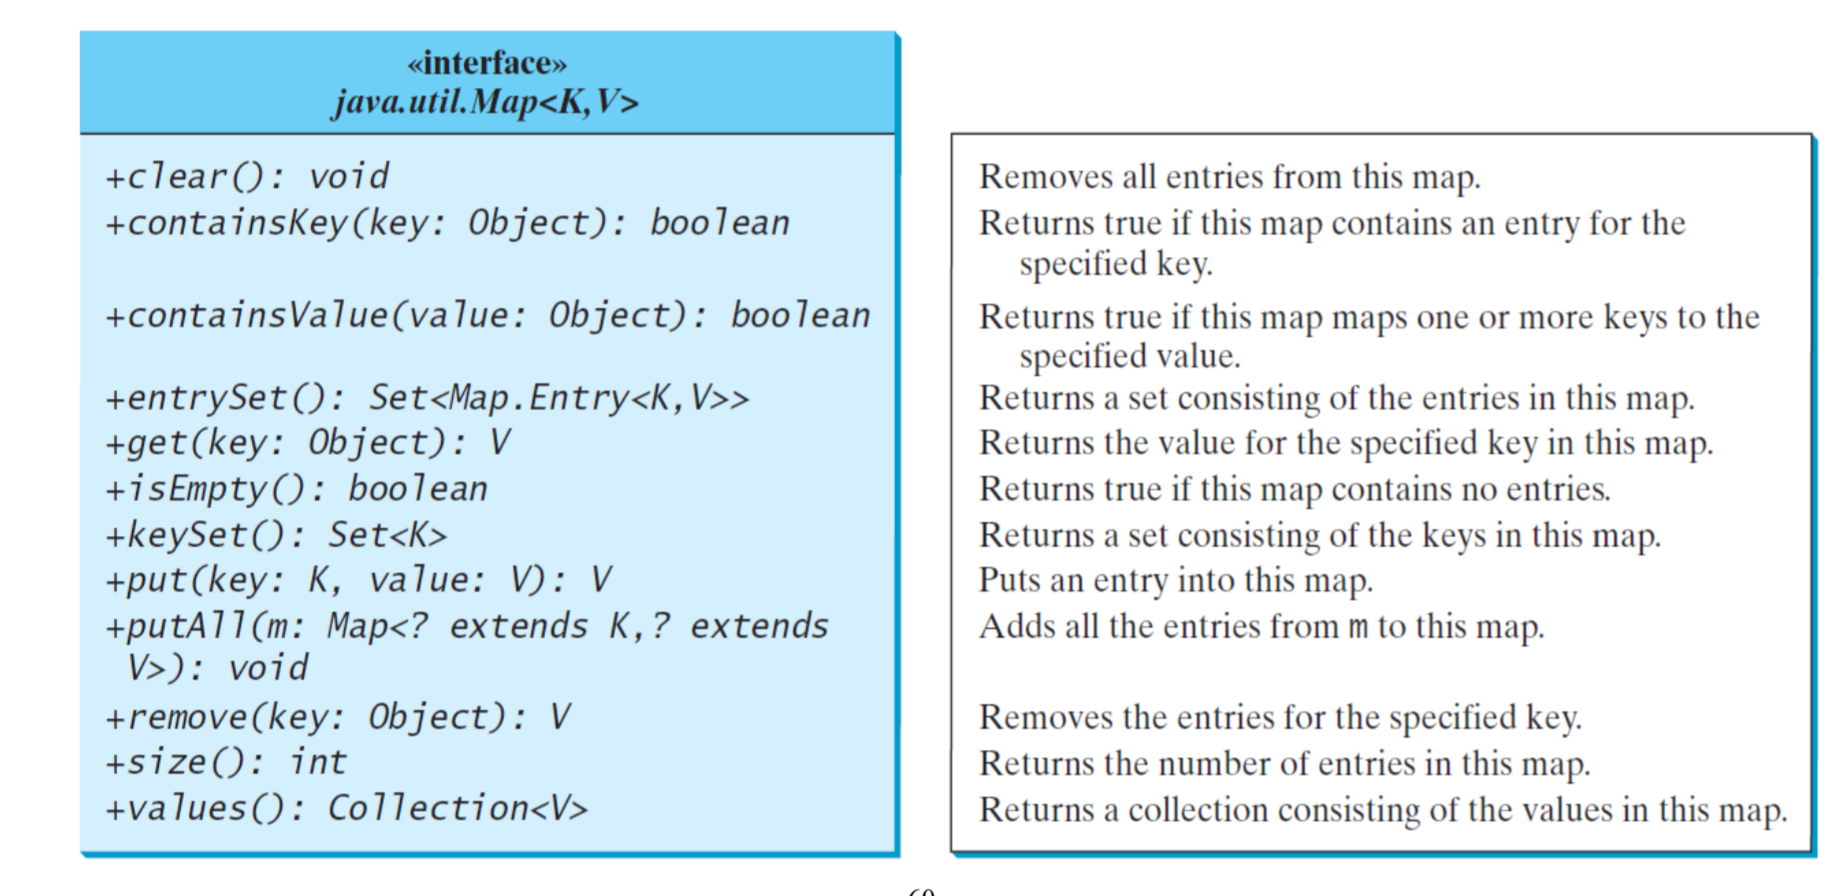 «interface»
java.util.Map<K,V>
+clear(): void
Removes all entries from this map.
+containsKey(key: Object): boolean
Returns true if this map contains an entry for the
specified key.
+containsValue(value: Object): boolean
Returns true if this map maps one or more keys to the
specified value.
+entrySet(): Set<Map.Entry<K,V>>
Returns a set consisting of the entries in this map.
+get(key: Object): V
Returns the value for the specified key in this map.
+isEmpty(): boolean
Returns true if this map contains no entries.
+keySet(): Set<K>
Returns a set consisting of the keys in this map.
+put(key: K, value: V): V
Puts an entry into this map.
+putAll(m: Map<? extends K,? extends
V>): void
Adds all the entries from m to this map.
+remove(key: Object): V
Removes the entries for the specified key.
+size(): int
Returns the number of entries in this map.
+values(): Collection<V>
Returns a collection consisting of the values in this map.